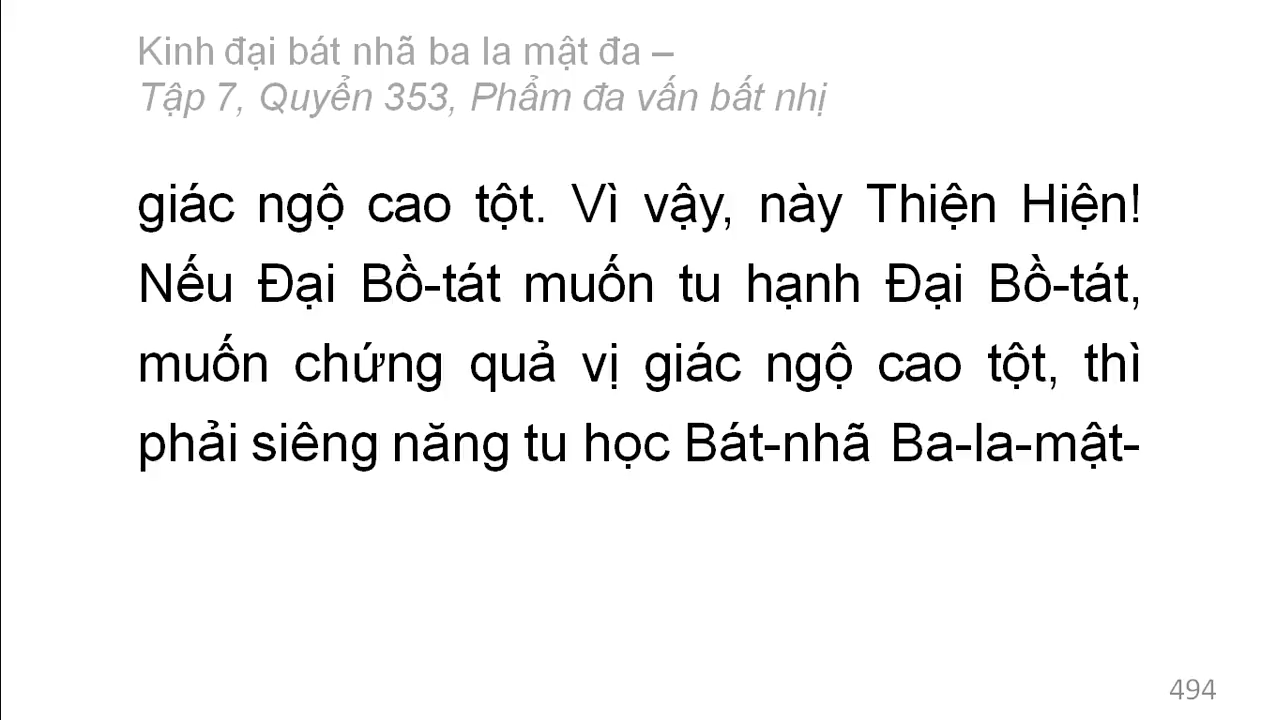 Kinh đại bát nhã ba la mật đa –
Tập 7, Quyển 353, Phẩm đa vấn bất nhị
giác ngộ cao tột. Vì vậy, này Thiện Hiện!
Nếu Đại Bồ-tát muốn tu hạnh Đại Bồ-tát,
muốn chứng quả vị giác ngộ cao tột, thì
phải siêng năng tu học Bát-nhã Ba-la-mật-
494